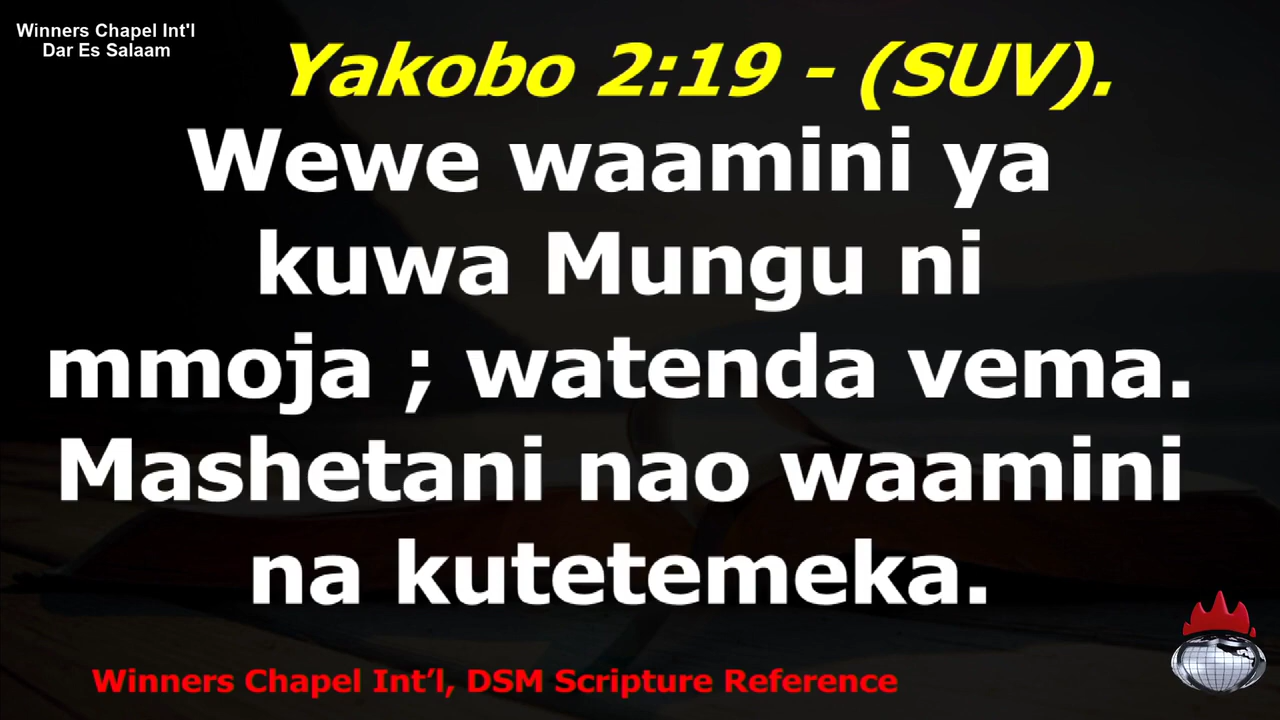 Winners Chapel Int'l
Dar Es Salaam
Yakobo 2:19 - (SUV).
Wewe waamini ya
kuwa Mungu ni
mmoja ; watenda vema.
Mashetani nao waamini
na kutetemeka.
Winners Chapel Int’l, DSM Scripture Reference